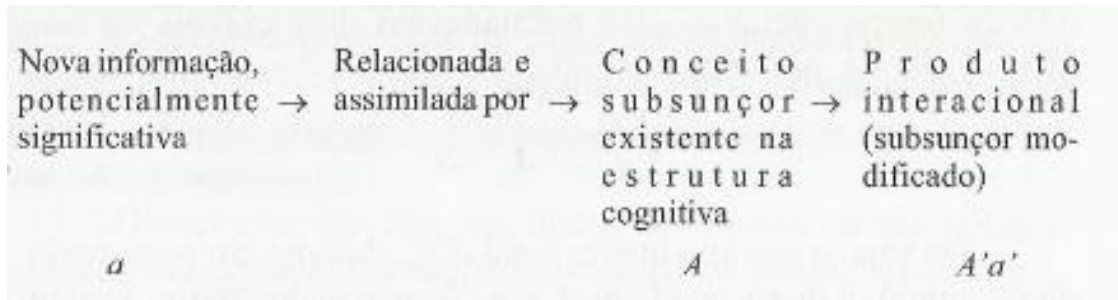 Nova informação,
potencialmente →
significativa
Relacionada e
assimilada por →
Conceito
subsunçor →
existente na
estrutura
cognitiva
Produto
interacional
(subsunçor mo-
dificado)
a
A
A'a'